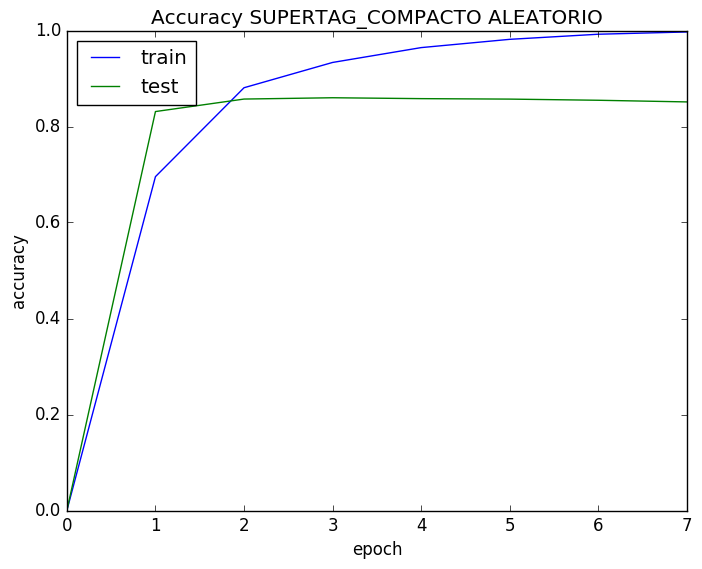 Accuracy SUPERTAG_COMPACTO ALEATORIO
train
test
1.0
0.8
0.6
0.4
0.2
0.0
accuracy
0 1 2 3 4 5 6 7
epoch